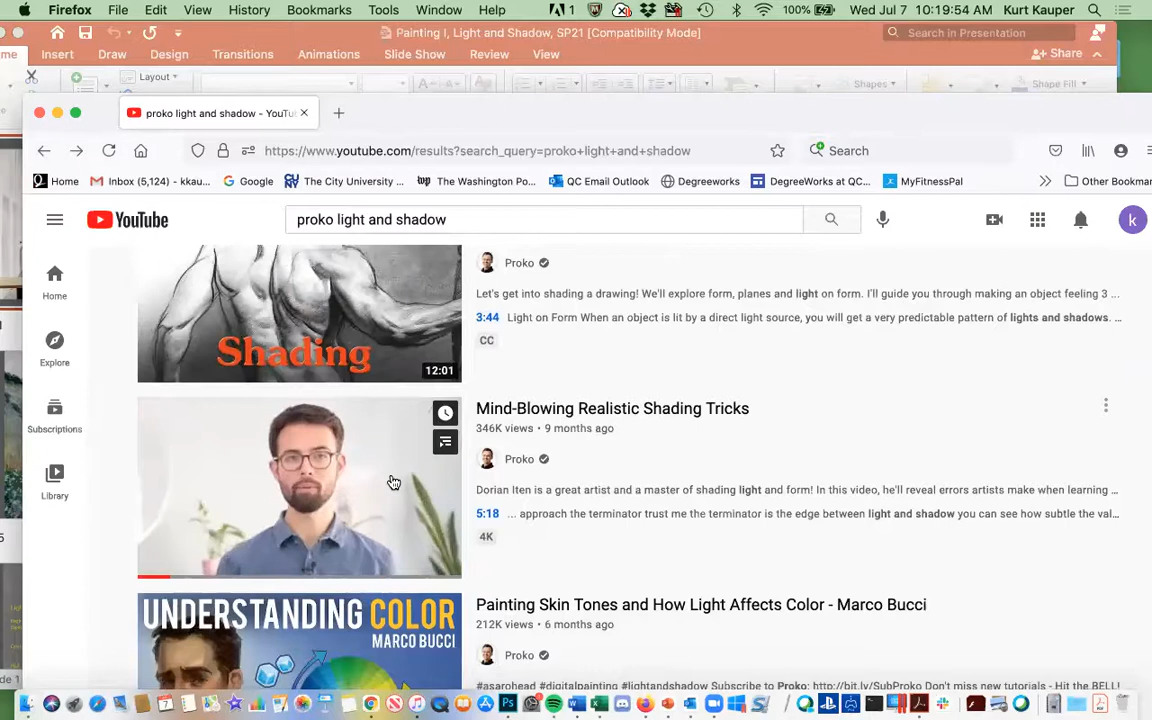 Firefox File Edit View History Bookmarks Tools Window Help 1 100% Wed Jul 7 10:19:54 AM Kurt Kauper
Painting I, Light and Shadow, SP21 [Compatibility Mode] Search in Presentation
me Insert Draw Design Transitions Animations Slide Show Review View Share
Layout Shapes Shape Fill
proko light and shadow - YouTu
https://www.youtube.com/results?search_query=proko+light+and+shadow Search
Home Inbox (5,124) - kkau... Google The City University ... The Washington Po... QC Email Outlook Degreeworks DegreeWorks at QC... MyFitnessPal Other Bookmar
YouTube proko light and shadow k
Home
Explore
Subscriptions
Library
Shading
12:01
Proko
Let's get into shading a drawing! We'll explore form, planes and light on form. I'll guide you through making an object feeling 3 ...
3:44 Light on Form When an object is lit by a direct light source, you will get a very predictable pattern of lights and shadows. ...
CC
Mind-Blowing Realistic Shading Tricks
346K views • 9 months ago
Proko
Dorian Iten is a great artist and a master of shading light and form! In this video, he'll reveal errors artists make when learning ...
5:18 ... approach the terminator trust me the terminator is the edge between light and shadow you can see how subtle the val...
4K
UNDERSTANDING COLOR
MARCO BUCCI
Painting Skin Tones and How Light Affects Color - Marco Bucci
212K views • 6 months ago
Proko
#asarohead #digitalpainting #lightandshadow Subscribe to Proko: http://bit.ly/SubProko Don't miss new tutorials - Hit the BELL!
de 1